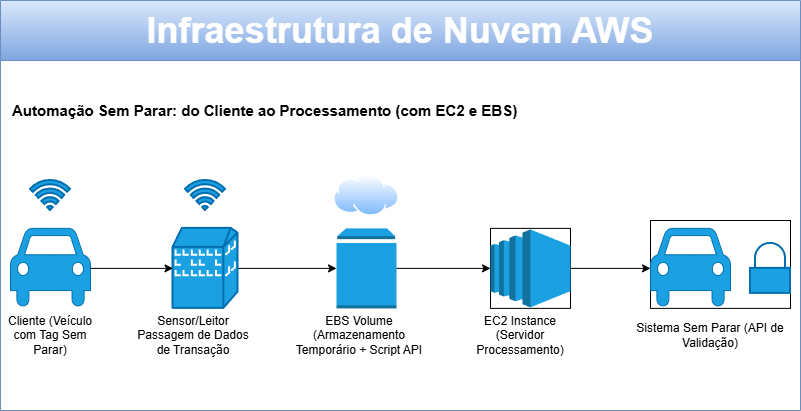 Infraestrutura de Nuvem AWS
Automação Sem Parar: do Cliente ao Processamento (com EC2 e EBS)
Cliente (Veículo
com Tag Sem
Parar)
Sensor/Leitor
Passagem de Dados
de Transação
EBS Volume
(Armazenamento
Temporário + Script API
EC2 Instance
(Servidor
Processamento)
Sistema Sem Parar (API de
Validação)